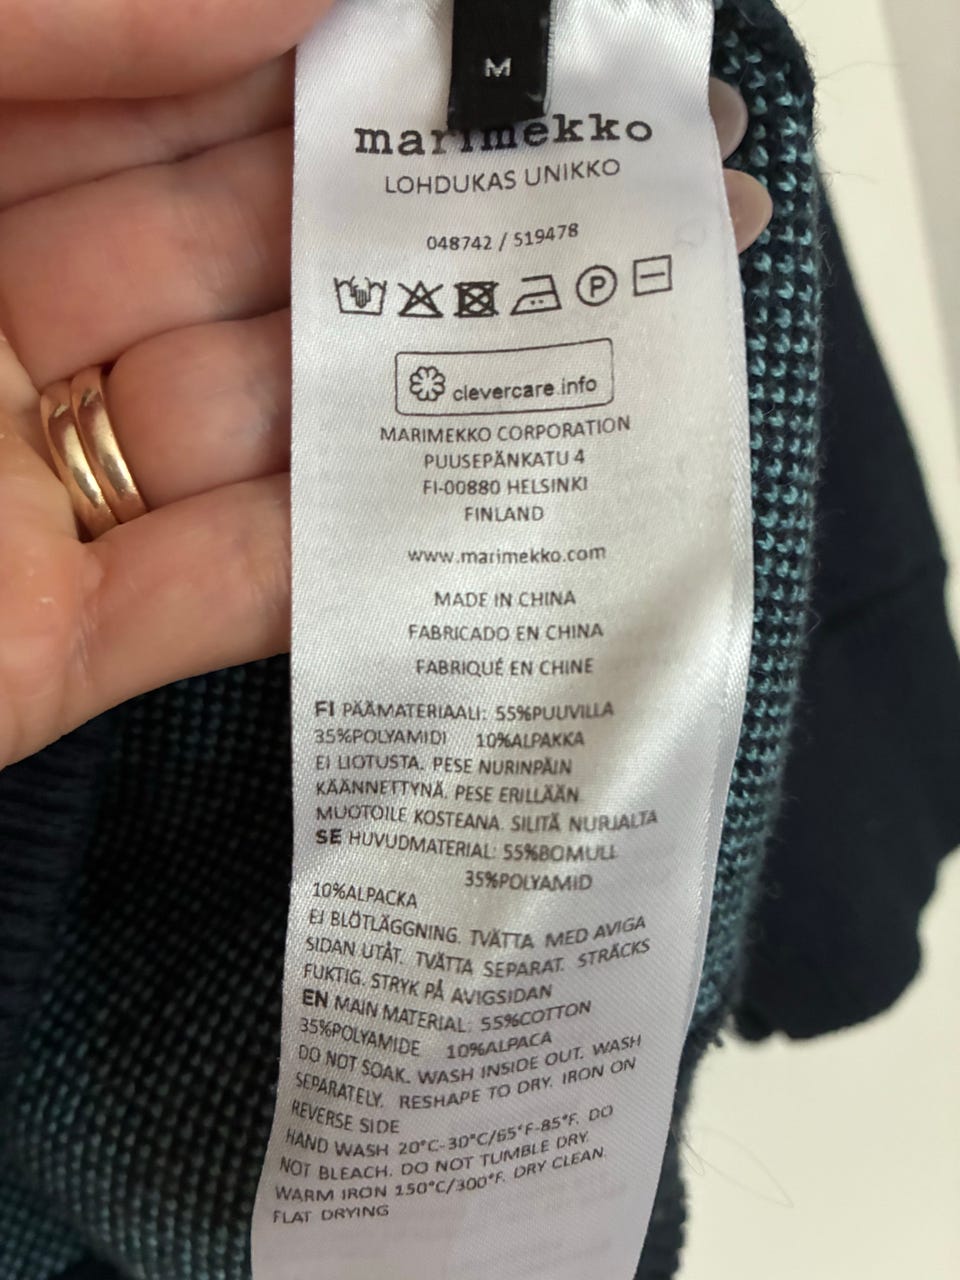 M
marimekko
LOHDUKAS UNIKKO
048742 / 519478
P
clevercare.info
MARIMEKKO CORPORATION
PUUSEPÄNKATU 4
FI-00880 HELSINKI
FINLAND
www.marimekko.com
MADE IN CHINA
FABRICADO EN CHINA
FABRIQUÉ EN CHINE
FI PÄÄMATERIAALI: 55%PUUVILLA
35%POLYAMIDI 10%ALPAKKA
EI LIOTUSTA. PESE NURINPÄIN
KÄÄNNETTYNÄ. PESE ERILLÄÄN.
MUOTOILE KOSTEANA. SILITÄ NURJALTA
SE HUVUDMATERIAL: 55%BOMULL
35%POLYAMID
10%ALPACKA
EJ BLÖTLÄGGNING. TVÄTTA MED AVIGA
SIDAN UTÅT. TVÄTTA SEPARAT. STRÄCKS
FUKTIG. STRYK PÅ AVIGSIDAN
EN MAIN MATERIAL: 55%COTTON
35%POLYAMIDE 10%ALPACA
DO NOT SOAK. WASH INSIDE OUT. WASH
SEPARATELY. RESHAPE TO DRY. IRON ON
REVERSE SIDE
HAND WASH 20°C-30°C/65°F-85°F. DO
NOT BLEACH. DO NOT TUMBLE DRY.
WARM IRON 150°C/300°F. DRY CLEAN.
FLAT DRYING